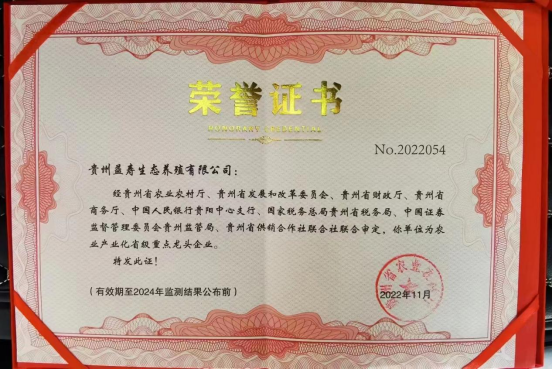 荣誉证书
No.2022054
贵州益寿生态养殖有限公司：
经贵州省农业农村厅、贵州省发展和改革委员会、贵州省财政厅、贵州省
商务厅、中国人民银行贵阳中心支行、国家税务总局贵州省税务局、中国证券
监督管理委员会贵州监管局、贵州省供销合作社联合社联合审定，你单位为农
业产业化省级重点龙头企业。
特发此证！
（有效期至2024年监测结果公布前）
2022年11月